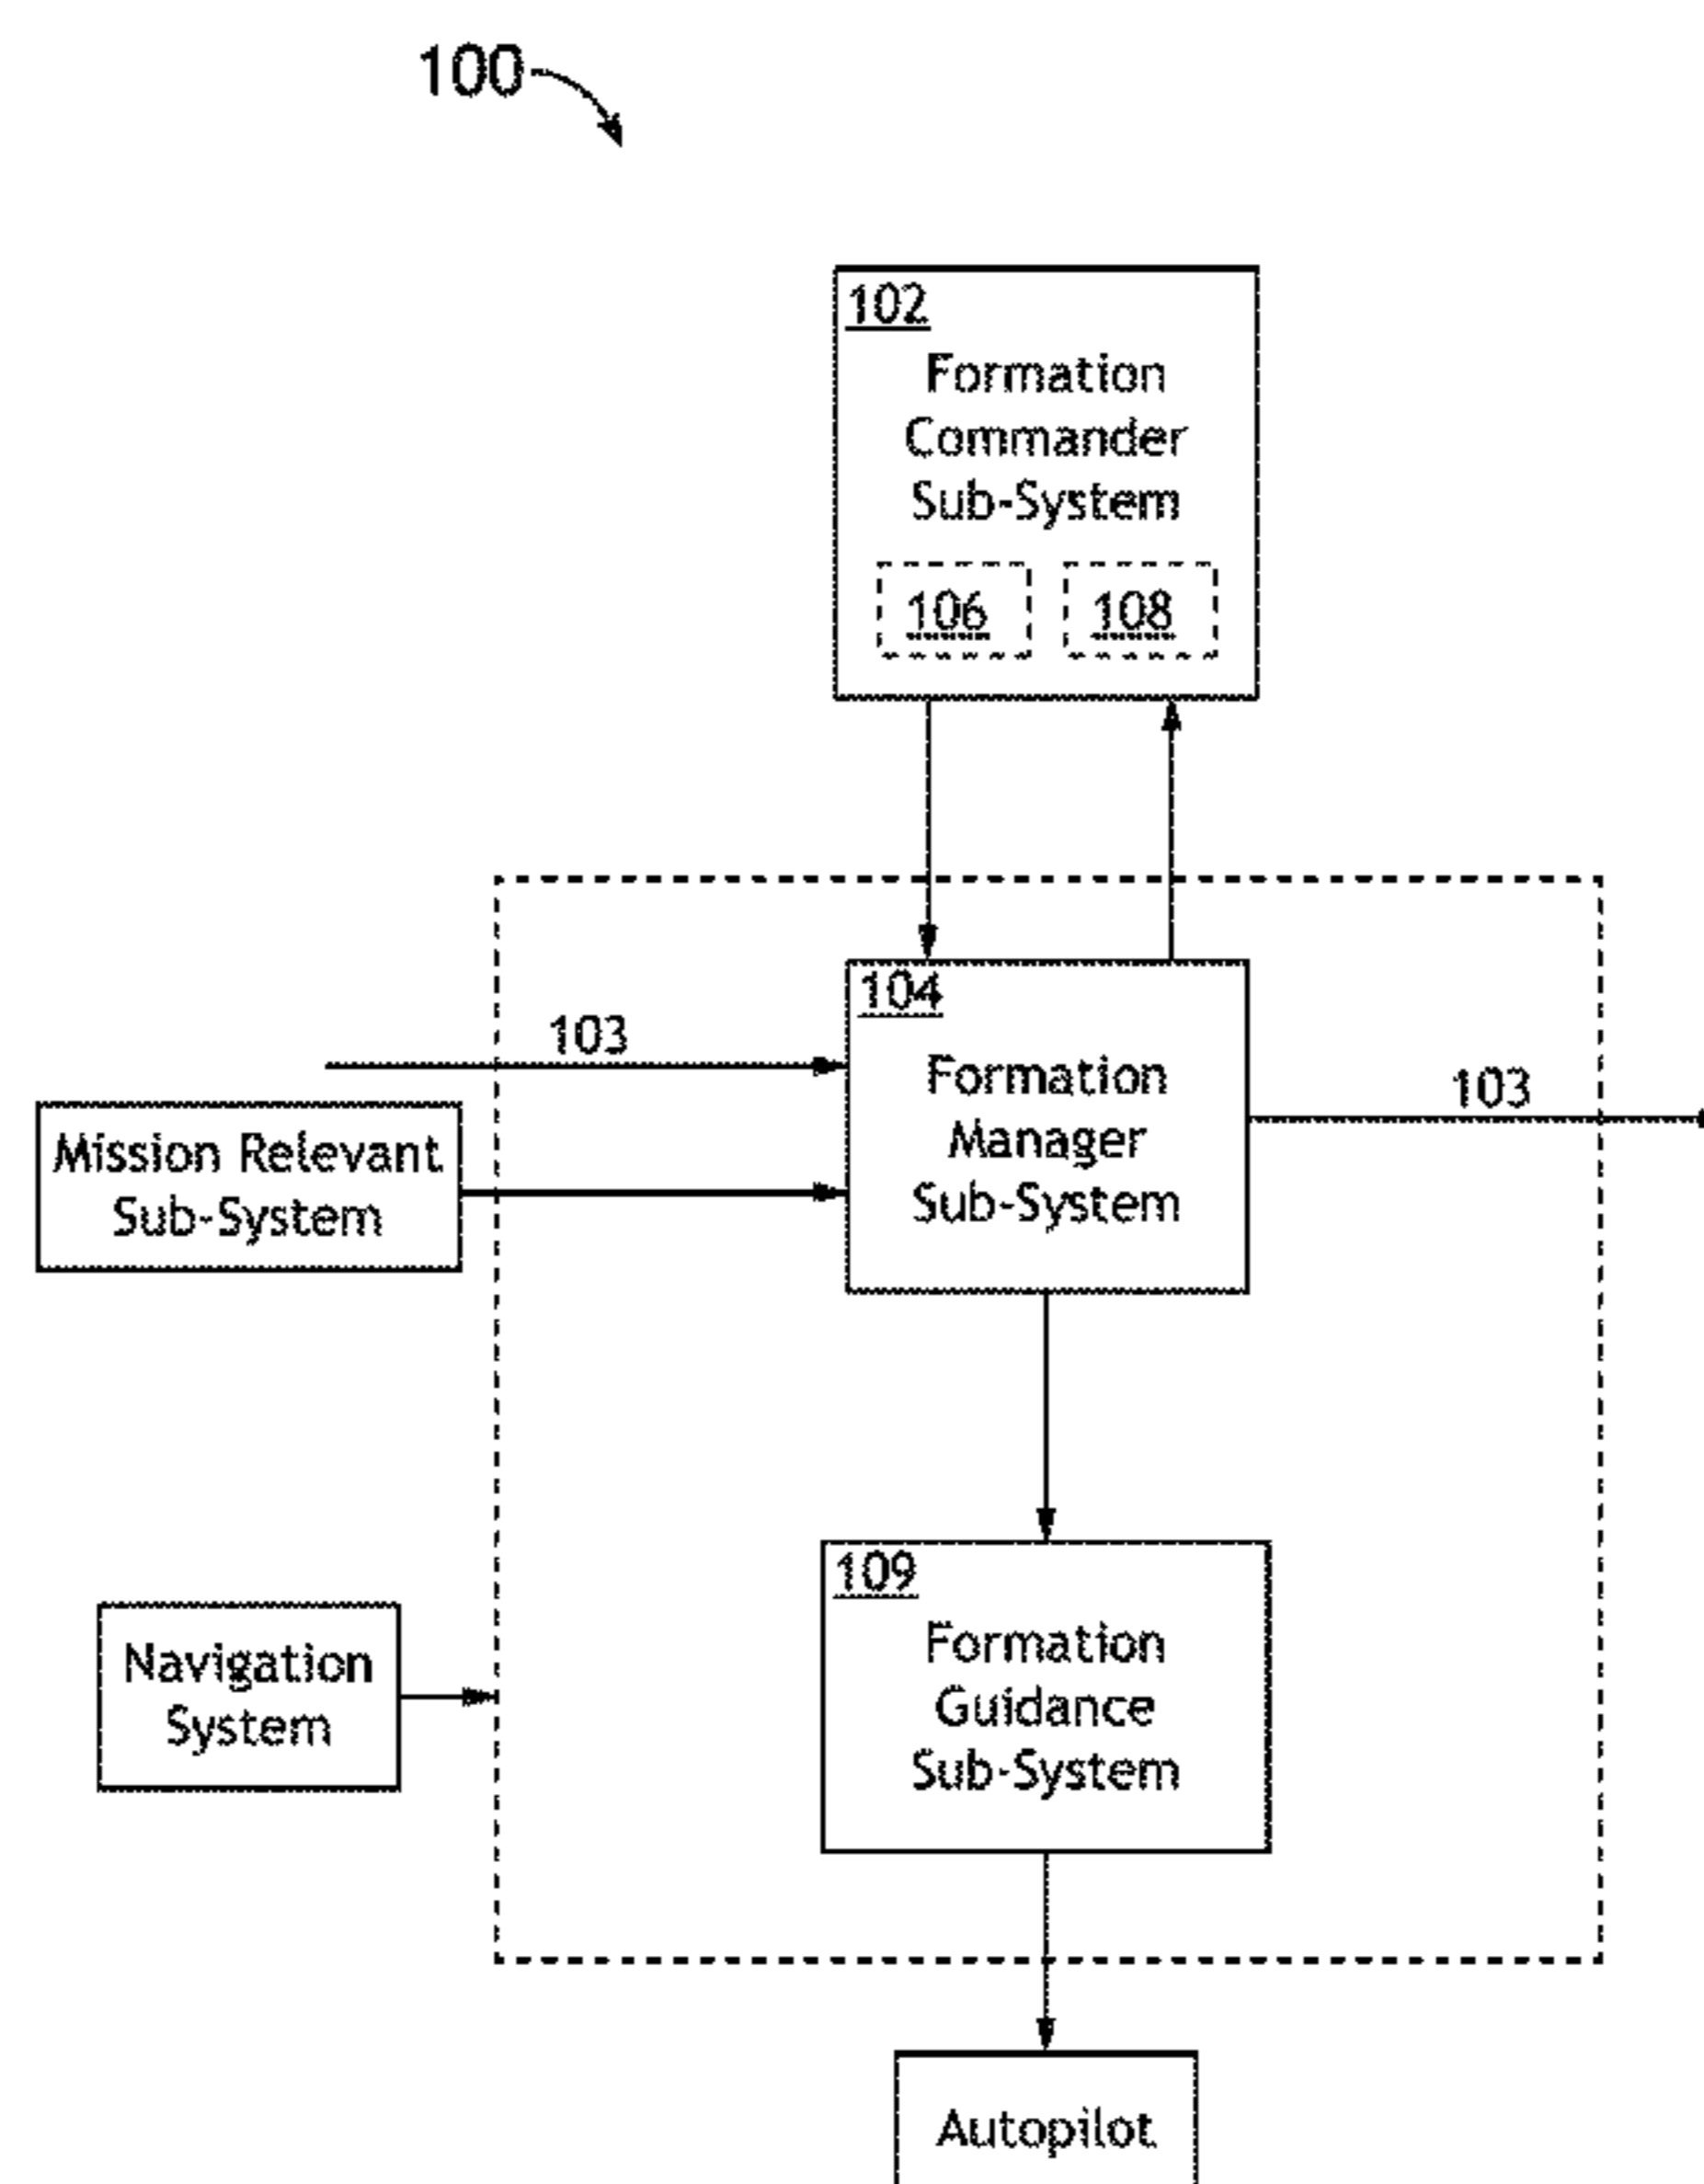 100
102
Formation
Commander
Sub-System
106 108
104
103
Formation
Manager
Sub-System
103
Mission Relevant
Sub-System
109
Formation
Guidance
Sub-System
Navigation
System
Autopilot